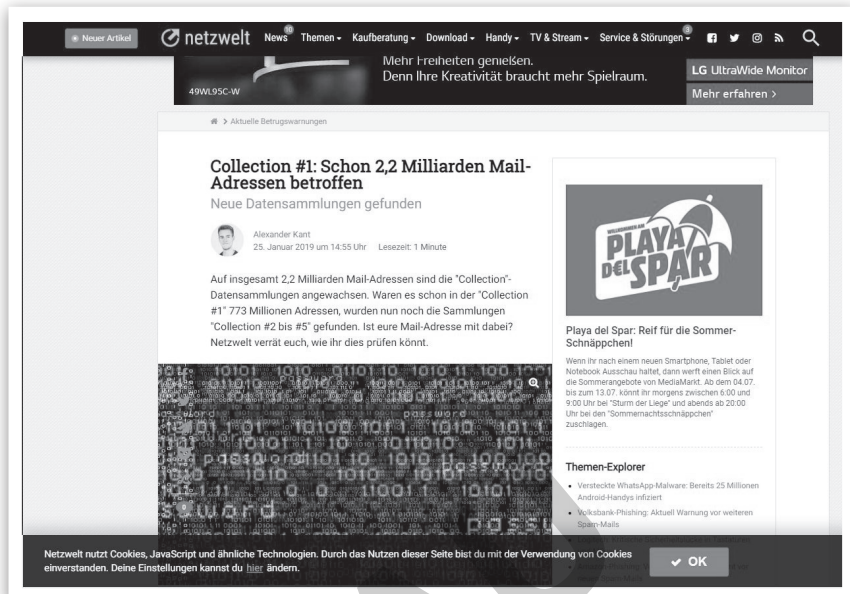 Neuer Artikel
netzwelt
News 10 Themen Kaufberatung Download Handy TV & Stream Service & Störungen 3
Mehr Freiheiten genießen.
Denn Ihre Kreativität braucht mehr Spielraum.
49WL95C-W
LG UltraWide Monitor
Mehr erfahren >
> Aktuelle Betrugswarnungen
Collection #1: Schon 2,2 Milliarden Mail-
Adressen betroffen
Neue Datensammlungen gefunden
Alexander Kant
25. Januar 2019 um 14:55 Uhr Lesezeit: 1 Minute
Auf insgesamt 2,2 Milliarden Mail-Adressen sind die "Collection"-
Datensammlungen angewachsen. Waren es schon in der "Collection
#1" 773 Millionen Adressen, wurden nun noch die Sammlungen
"Collection #2 bis #5" gefunden. Ist eure Mail-Adresse mit dabei?
Netzwelt verrät euch, wie ihr dies prüfen könnt.
password
WILLKOMMEN AM
PLAYA
DEL SPAR
Playa del Spar: Reif für die Sommer-
Schnäppchen!
Wenn ihr nach einem neuen Smartphone, Tablet oder
Notebook Ausschau haltet, dann werft einen Blick auf
die Sommerangebote von MediaMarkt. Ab dem 04.07.
bis zum 13.07. könnt ihr morgens zwischen 6:00 und
9:00 Uhr bei "Sturm der Liege" und abends ab 20:00
Uhr bei den "Sommernachtsschnäppchen"
zuschlagen.
Themen-Explorer
Versteckte WhatsApp-Malware: Bereits 25 Millionen
Android-Handys infiziert
Volksbank-Phishing: Aktuell Warnung vor weiteren
Spam-Mails
Netzwelt nutzt Cookies, JavaScript und ähnliche Technologien. Durch das Nutzen dieser Seite bist du mit der Verwendung von Cookies
einverstanden. Deine Einstellungen kannst du hier ändern.
OK